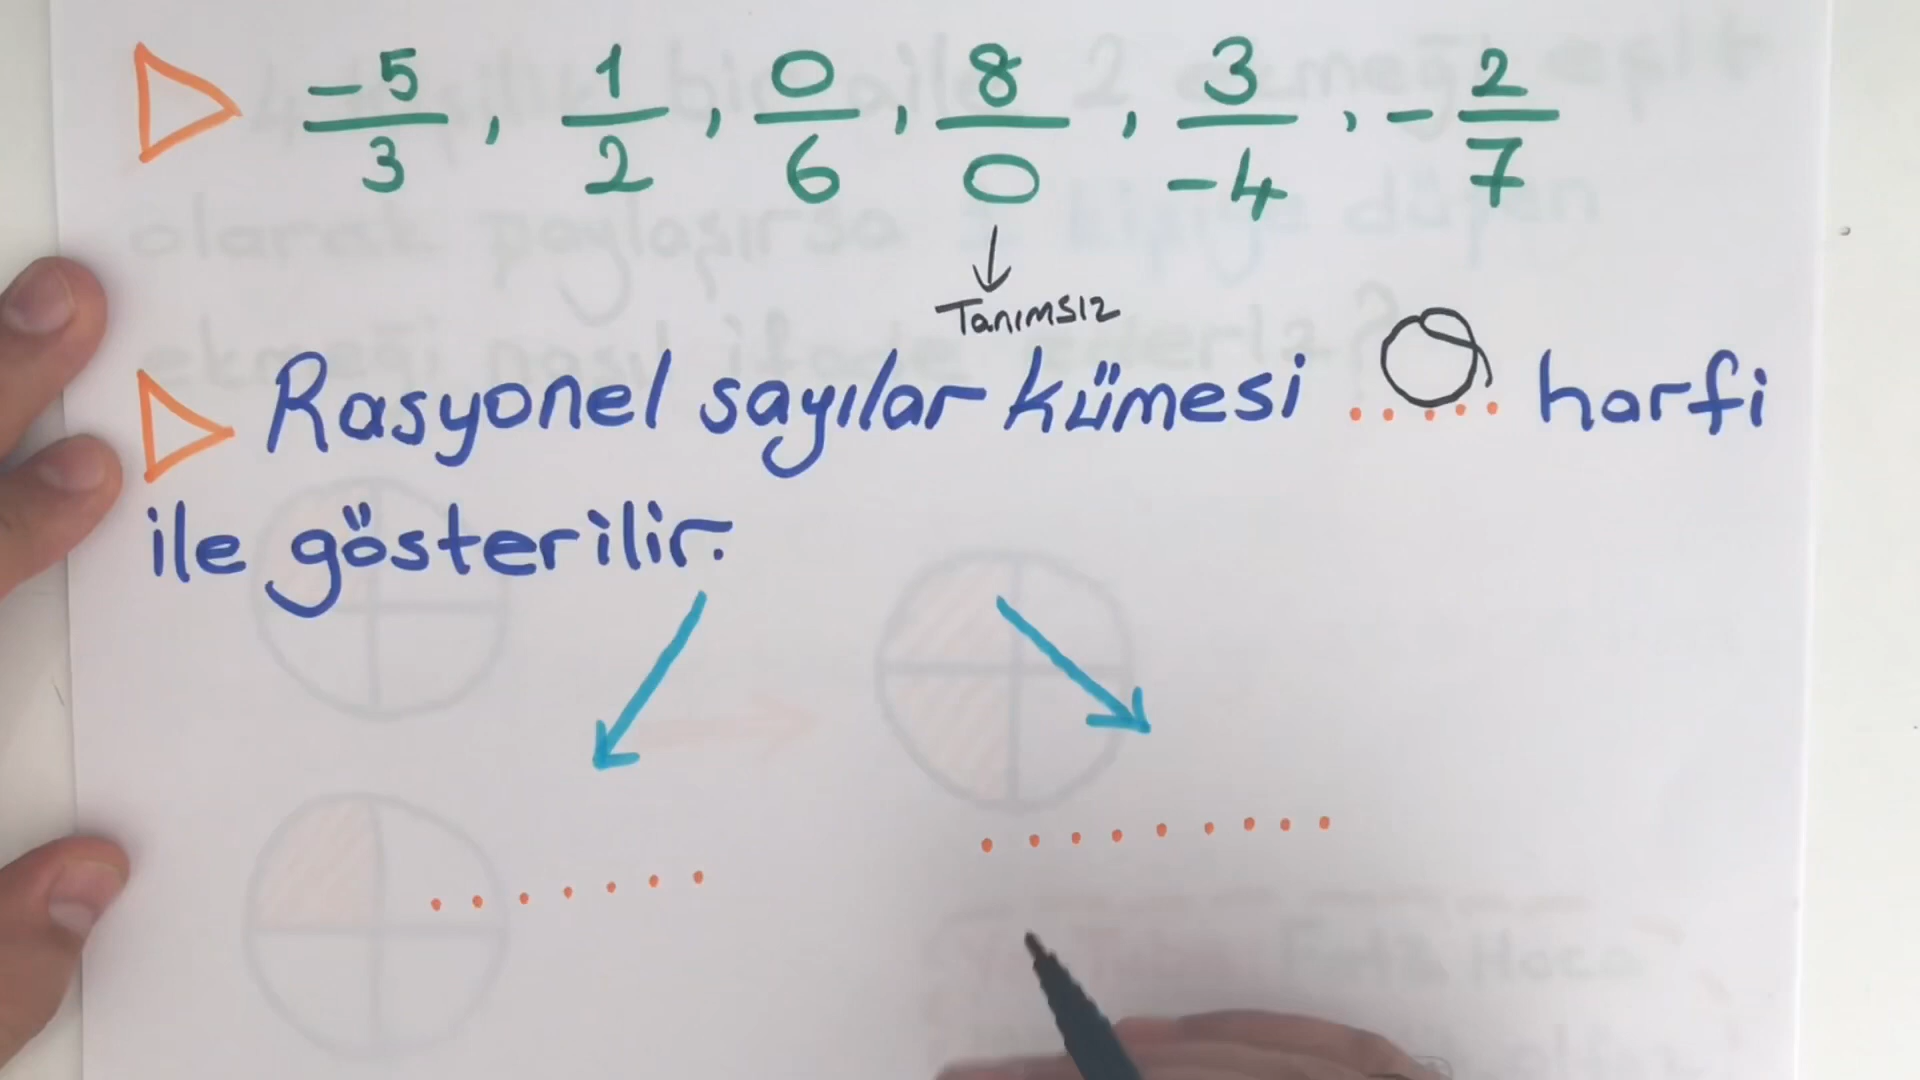 -5/3 , 1/2 , 0/6 , 8/0 , 3/-4 , -2/7
Tanımsız
Rasyonel sayılar kümesi ..Q.. harfi
ile gösterilir.
.......
.........